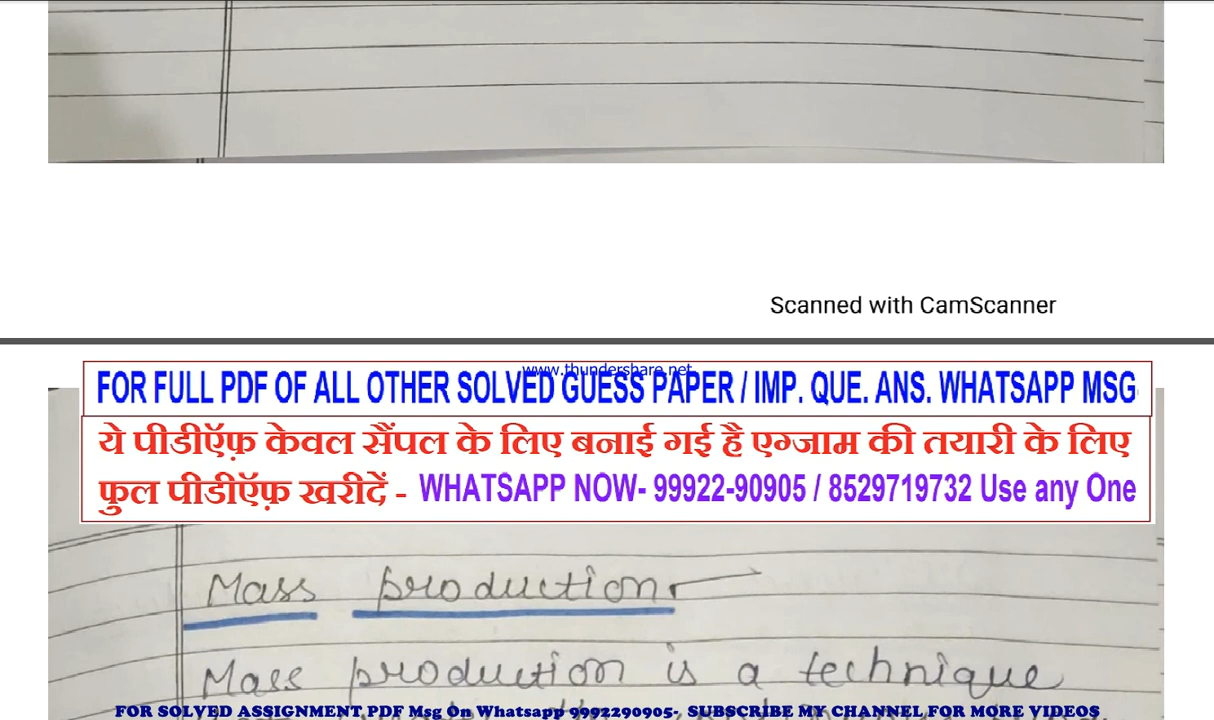 Scanned with CamScanner
www.thundershare.net
FOR FULL PDF OF ALL OTHER SOLVED GUESS PAPER / IMP. QUE. ANS. WHATSAPP MSG
ये पीडीऍफ़ केवल सैंपल के लिए बनाई गई है एग्जाम की तयारी के लिए
फुल पीडीऍफ़ खरीदें - WHATSAPP NOW- 99922-90905 / 8529719732 Use any One
Mass production
Mass production is a technique
FOR SOLVED ASSIGNMENT PDF Msg On Whatsapp 9992290905- SUBSCRIBE MY CHANNEL FOR MORE VIDEOS